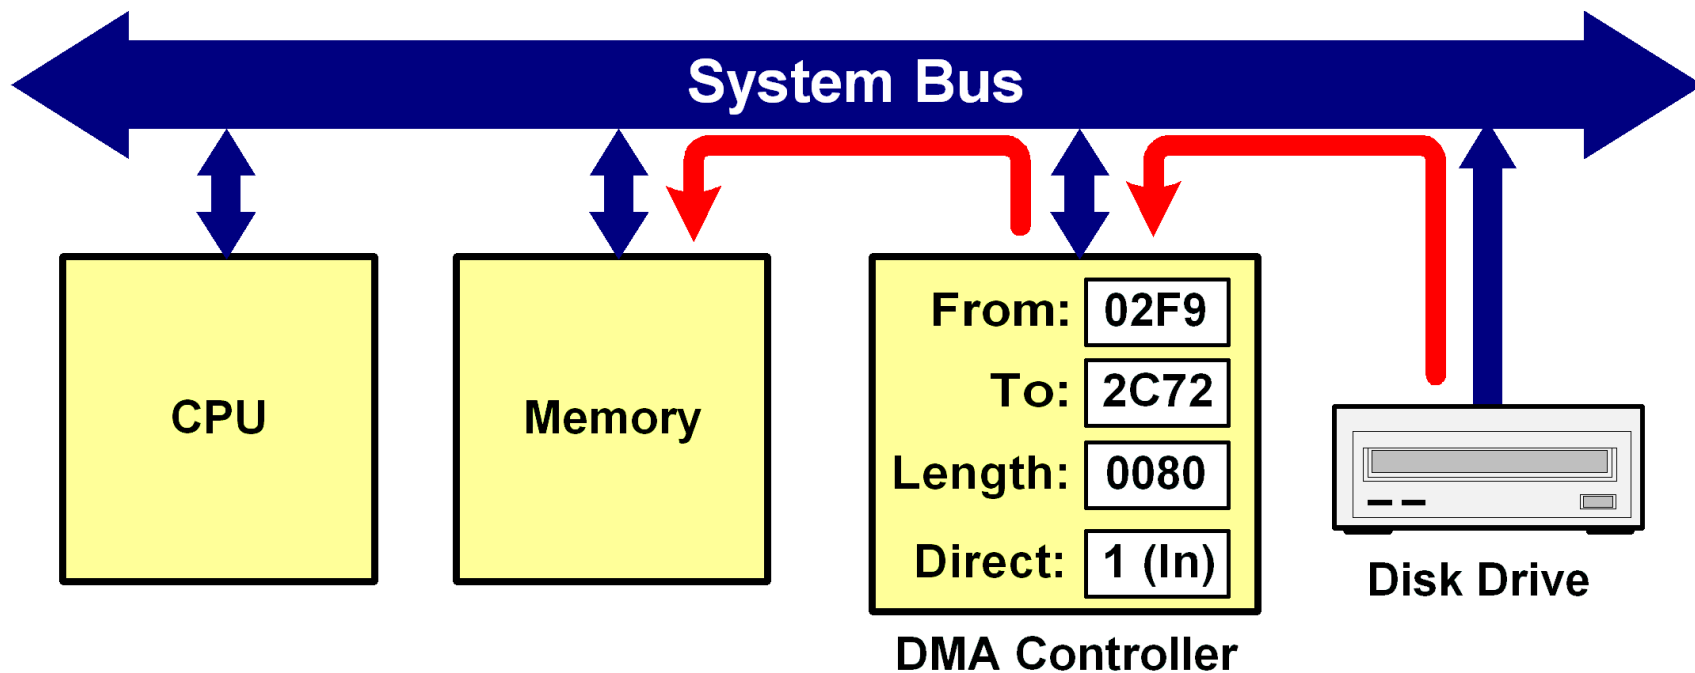 System Bus
CPU
Memory
From: 02F9
To: 2C72
Length: 0080
Direct: 1 (In)
DMA Controller
Disk Drive